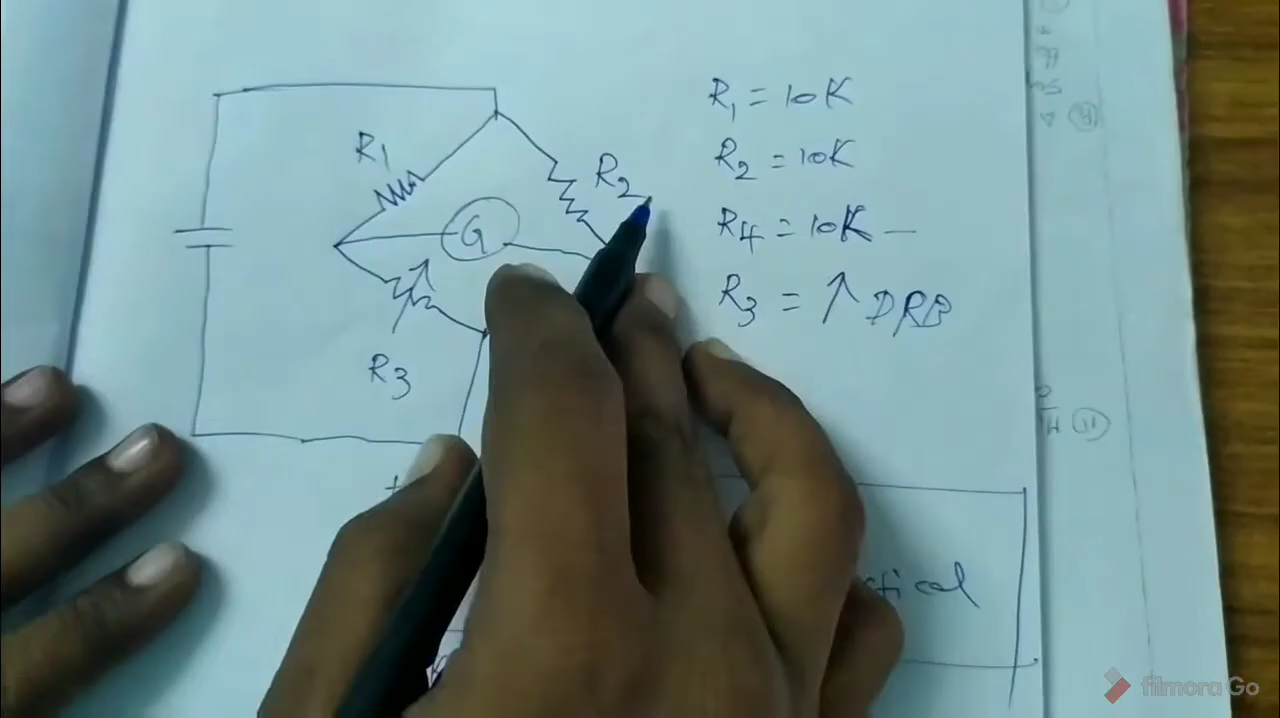 R1 = 10K
R1
R2 = 10K
R2
G
R4 = 10K
R3 = ↑ DRB
R3
filmora Go